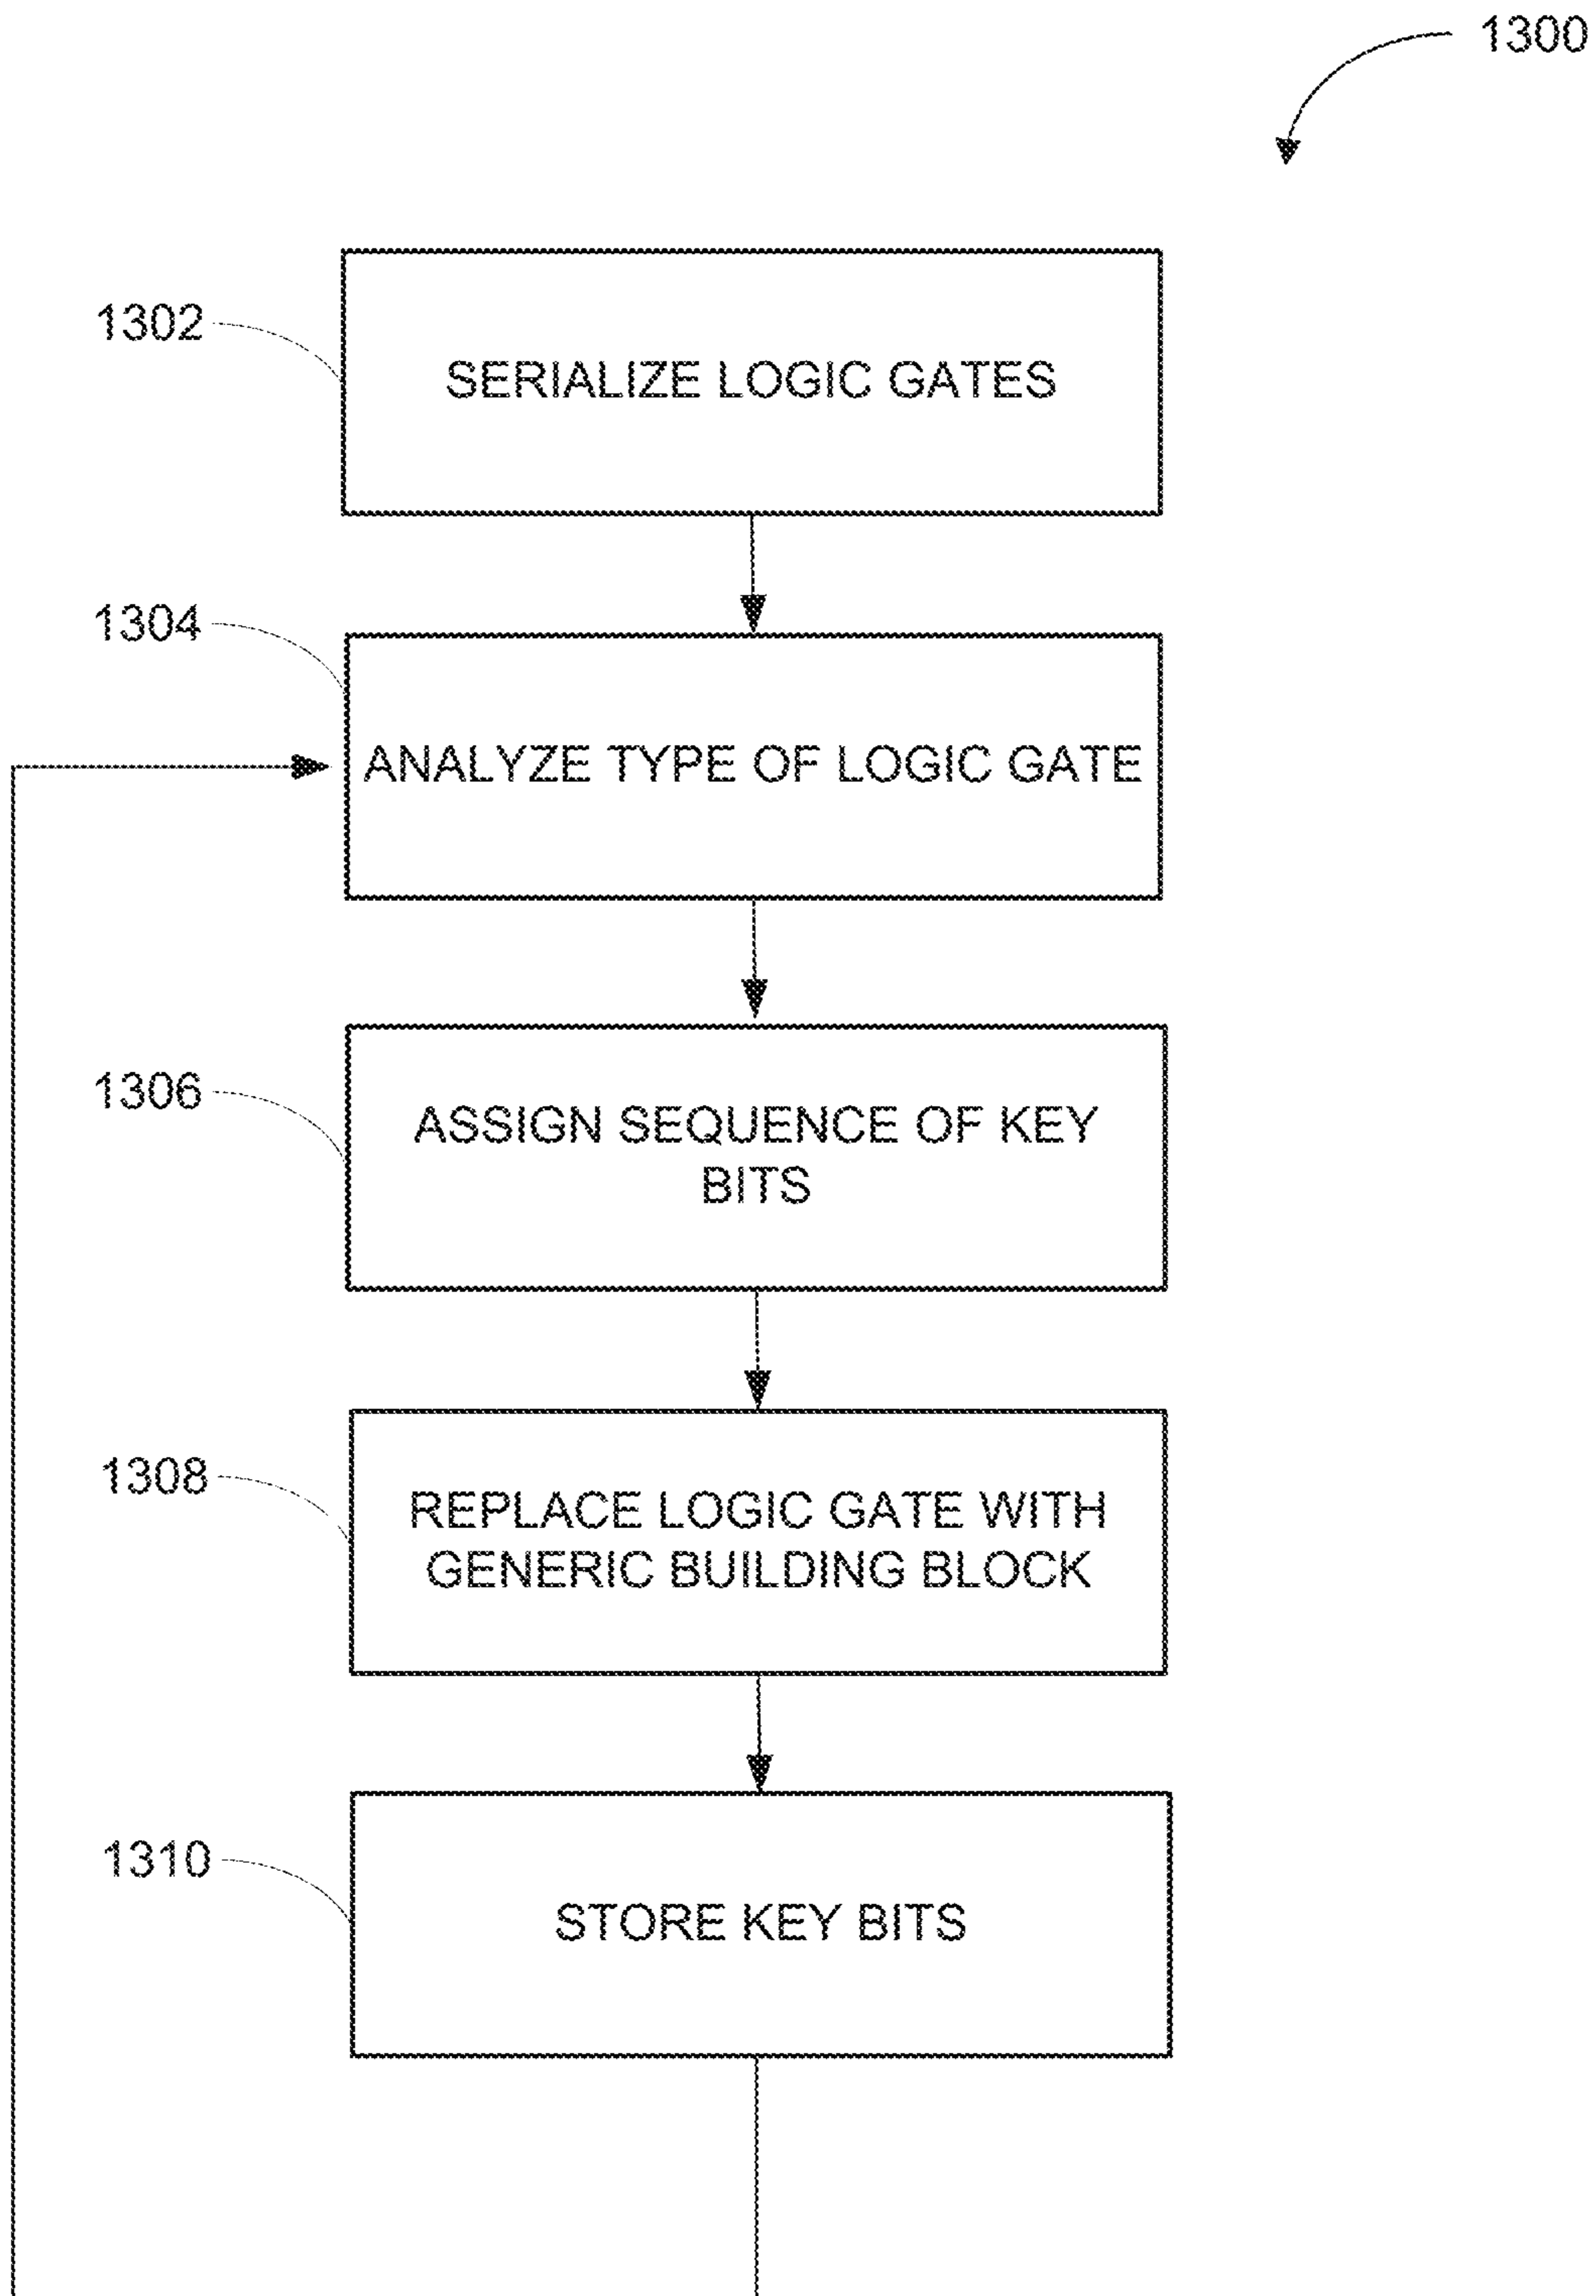 1300
1302
SERIALIZE LOGIC GATES
1304
ANALYZE TYPE OF LOGIC GATE
1306
ASSIGN SEQUENCE OF KEY
BITS
1308
REPLACE LOGIC GATE WITH
GENERIC BUILDING BLOCK
1310
STORE KEY BITS